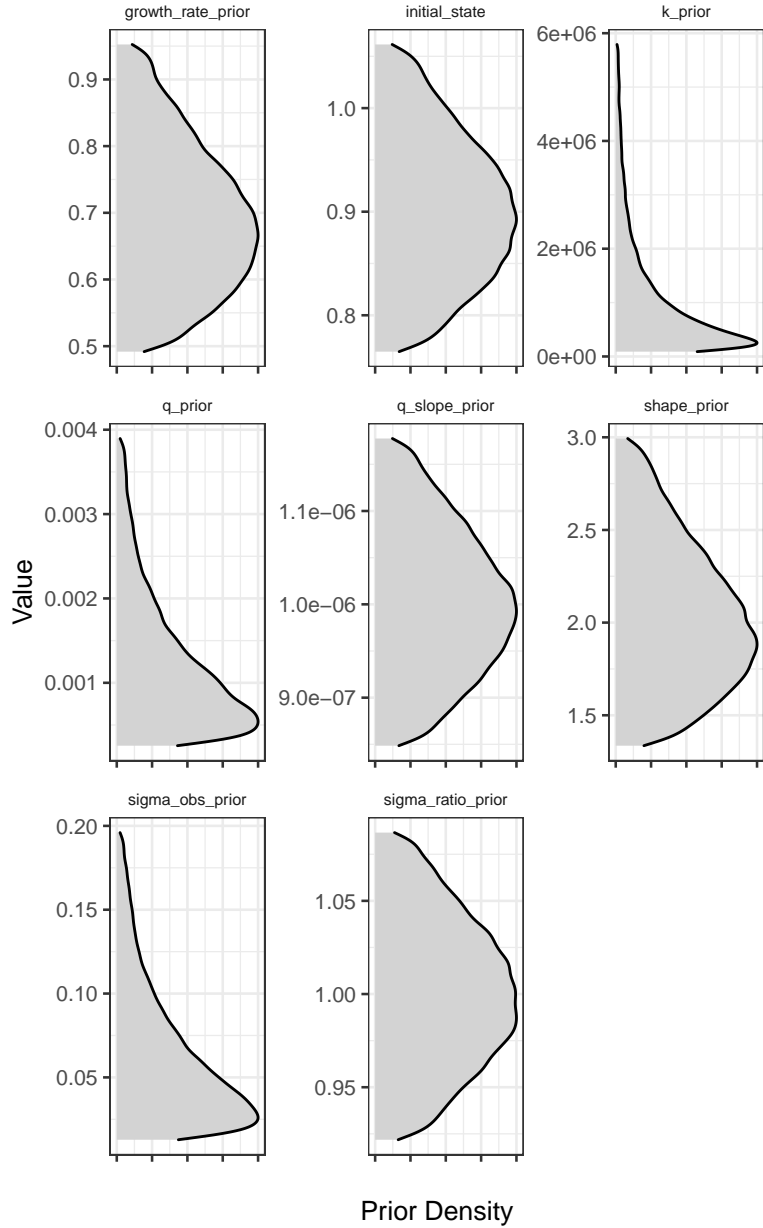 growth_rate_prior
0.9
0.8
0.7
0.6
0.5
initial_state
1.0
0.9
0.8
k_prior
6e+06
4e+06
2e+06
0e+00
q_prior
0.004
0.003
0.002
0.001
q_slope_prior
1.1e-06
1.0e-06
9.0e-07
shape_prior
3.0
2.5
2.0
1.5
Value
sigma_obs_prior
0.20
0.15
0.10
0.05
sigma_ratio_prior
1.05
1.00
0.95
Prior Density